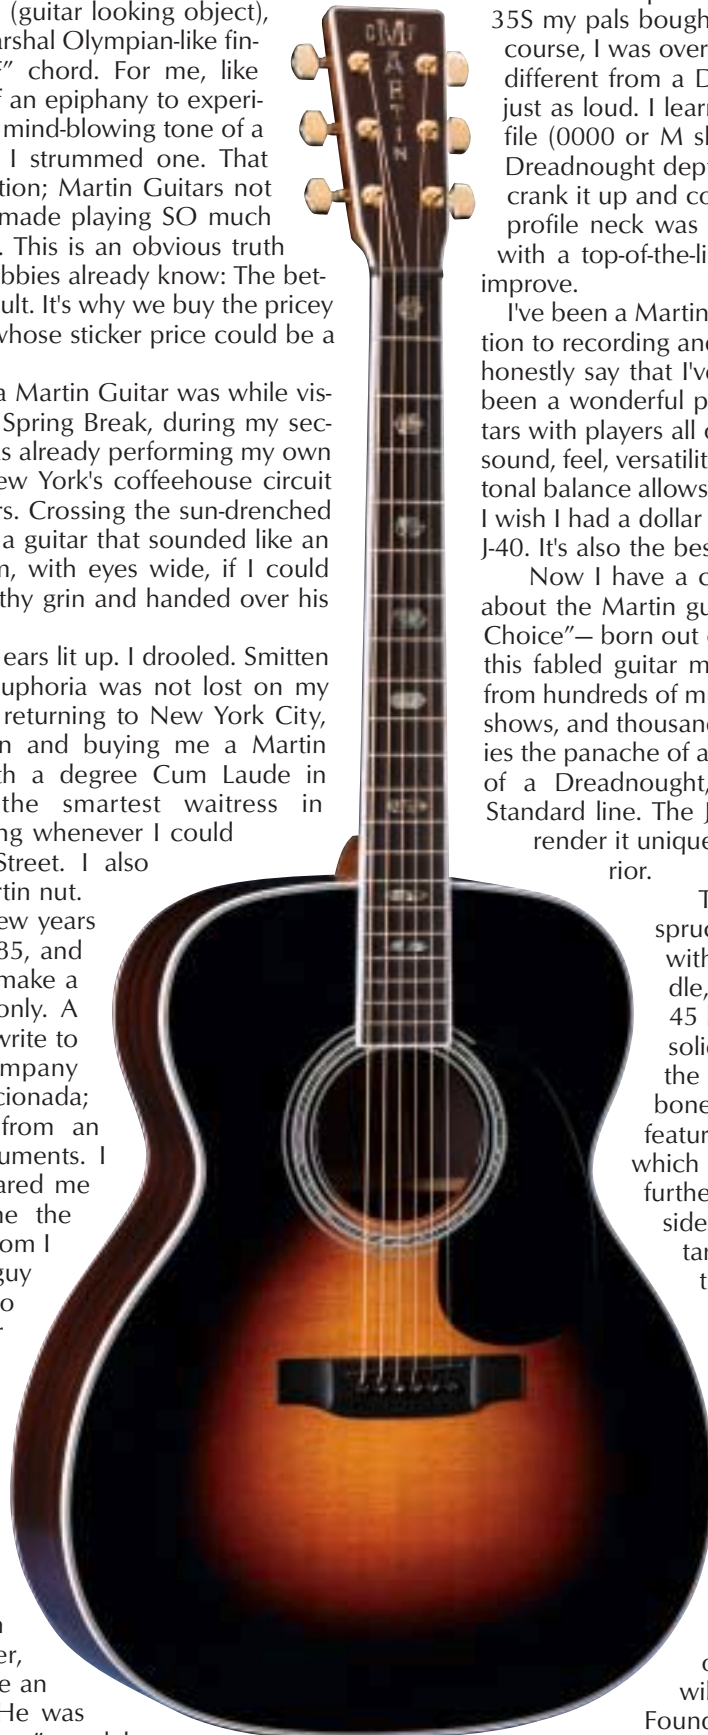 CFM
MARTIN
(guitar looking object),
arshal Olympian-like fin-
” chord. For me, like
f an epiphany to experi-
mind-blowing tone of a
I strummed one. That
tion; Martin Guitars not
made playing SO much
. This is an obvious truth
bbies already know: The bet-
ult. It's why we buy the pricey
whose sticker price could be a
a Martin Guitar was while vis-
Spring Break, during my sec-
s already performing my own
ew York's coffeehouse circuit
rs. Crossing the sun-drenched
a guitar that sounded like an
n, with eyes wide, if I could
thy grin and handed over his
ears lit up. I drooled. Smitten
uphoria was not lost on my
returning to New York City,
n and buying me a Martin
th a degree Cum Laude in
the smartest waitress in
ng whenever I could
Street. I also
rtin nut.
ew years
85, and
make a
only. A
write to
mpany
cionada;
from an
uments. I
ared me
ne the
om I
guy
o
er,
e an
He was
35S my pals bough
course, I was over
different from a D
just as loud. I learn
file (0000 or M sh
Dreadnought dept
crank it up and co
profile neck was
with a top-of-the-li
improve.
I've been a Martin
tion to recording and
honestly say that I've
been a wonderful p
tars with players all o
sound, feel, versatilit
tonal balance allows
I wish I had a dollar
J-40. It's also the bes
Now I have a c
about the Martin gu
Choice”— born out o
this fabled guitar m
from hundreds of mu
shows, and thousand
ies the panache of a
of a Dreadnought,
Standard line. The J
render it unique
rior.
T
spruc
with
dle,
45
solid
the
bone
featur
which
furthe
side
tar
t
o
wil
Found